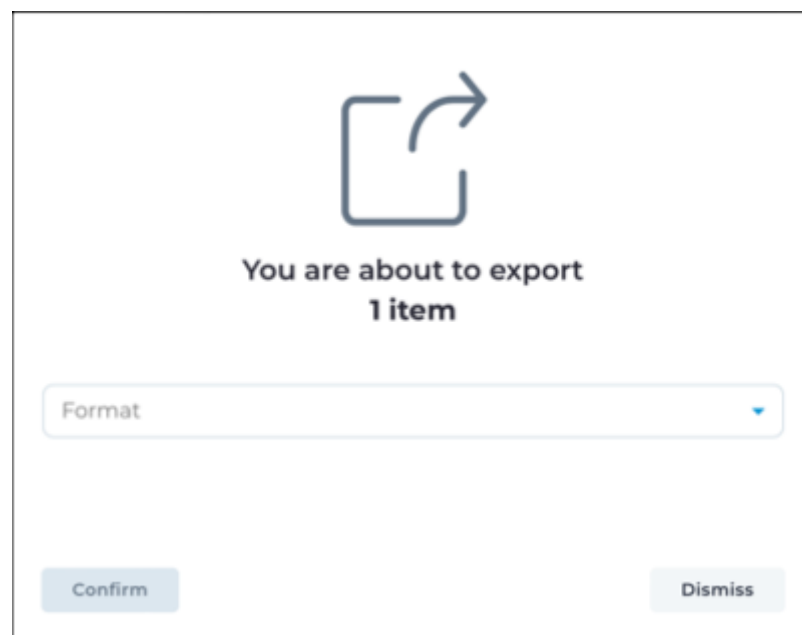 You are about to export
1 item
Format
Confirm
Dismiss